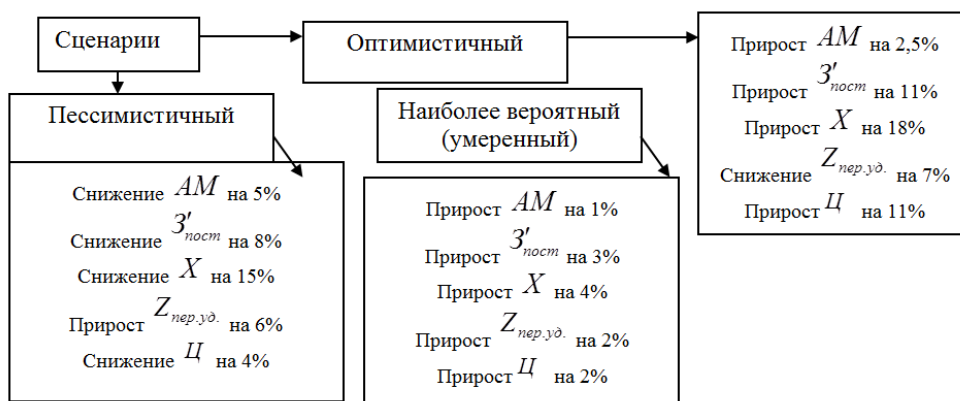 Сценарии
Оптимистичный
Прирост АМ на 2,5%
Прирост З′пост на 11%
Прирост X на 18%
Снижение Zпер.уд. на 7%
Прирост Ц на 11%
Пессимистичный
Снижение АМ на 5%
Снижение З′пост на 8%
Снижение X на 15%
Прирост Zпер.уд. на 6%
Снижение Ц на 4%
Наиболее вероятный
(умеренный)
Прирост АМ на 1%
Прирост З′пост на 3%
Прирост X на 4%
Прирост Zпер.уд. на 2%
Прирост Ц на 2%